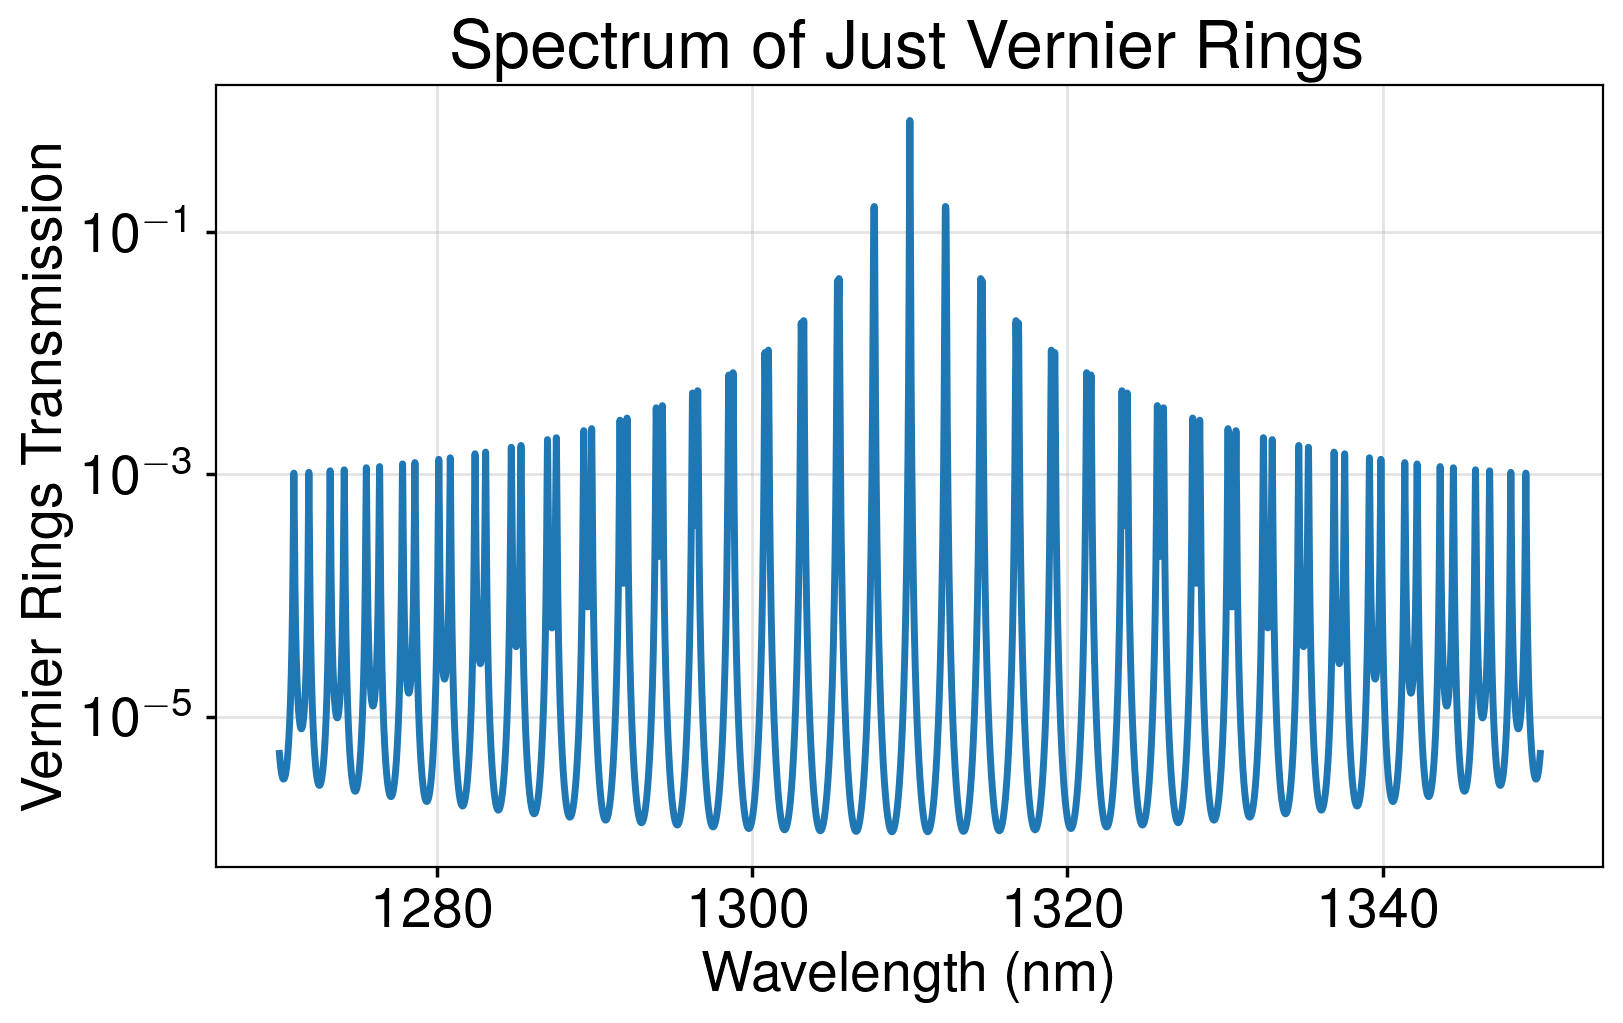 Spectrum of Just Vernier Rings
Vernier Rings Transmission
10⁻¹
10⁻³
10⁻⁵
1280 1300 1320 1340
Wavelength (nm)